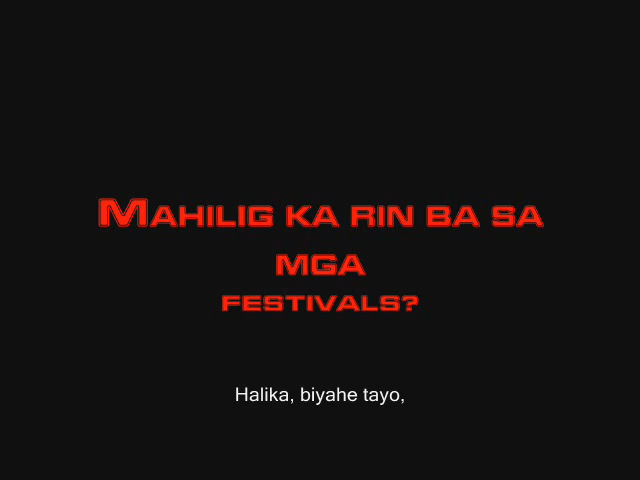 Mahilig ka rin ba sa
mga
festivals?
Halika, biyahe tayo,